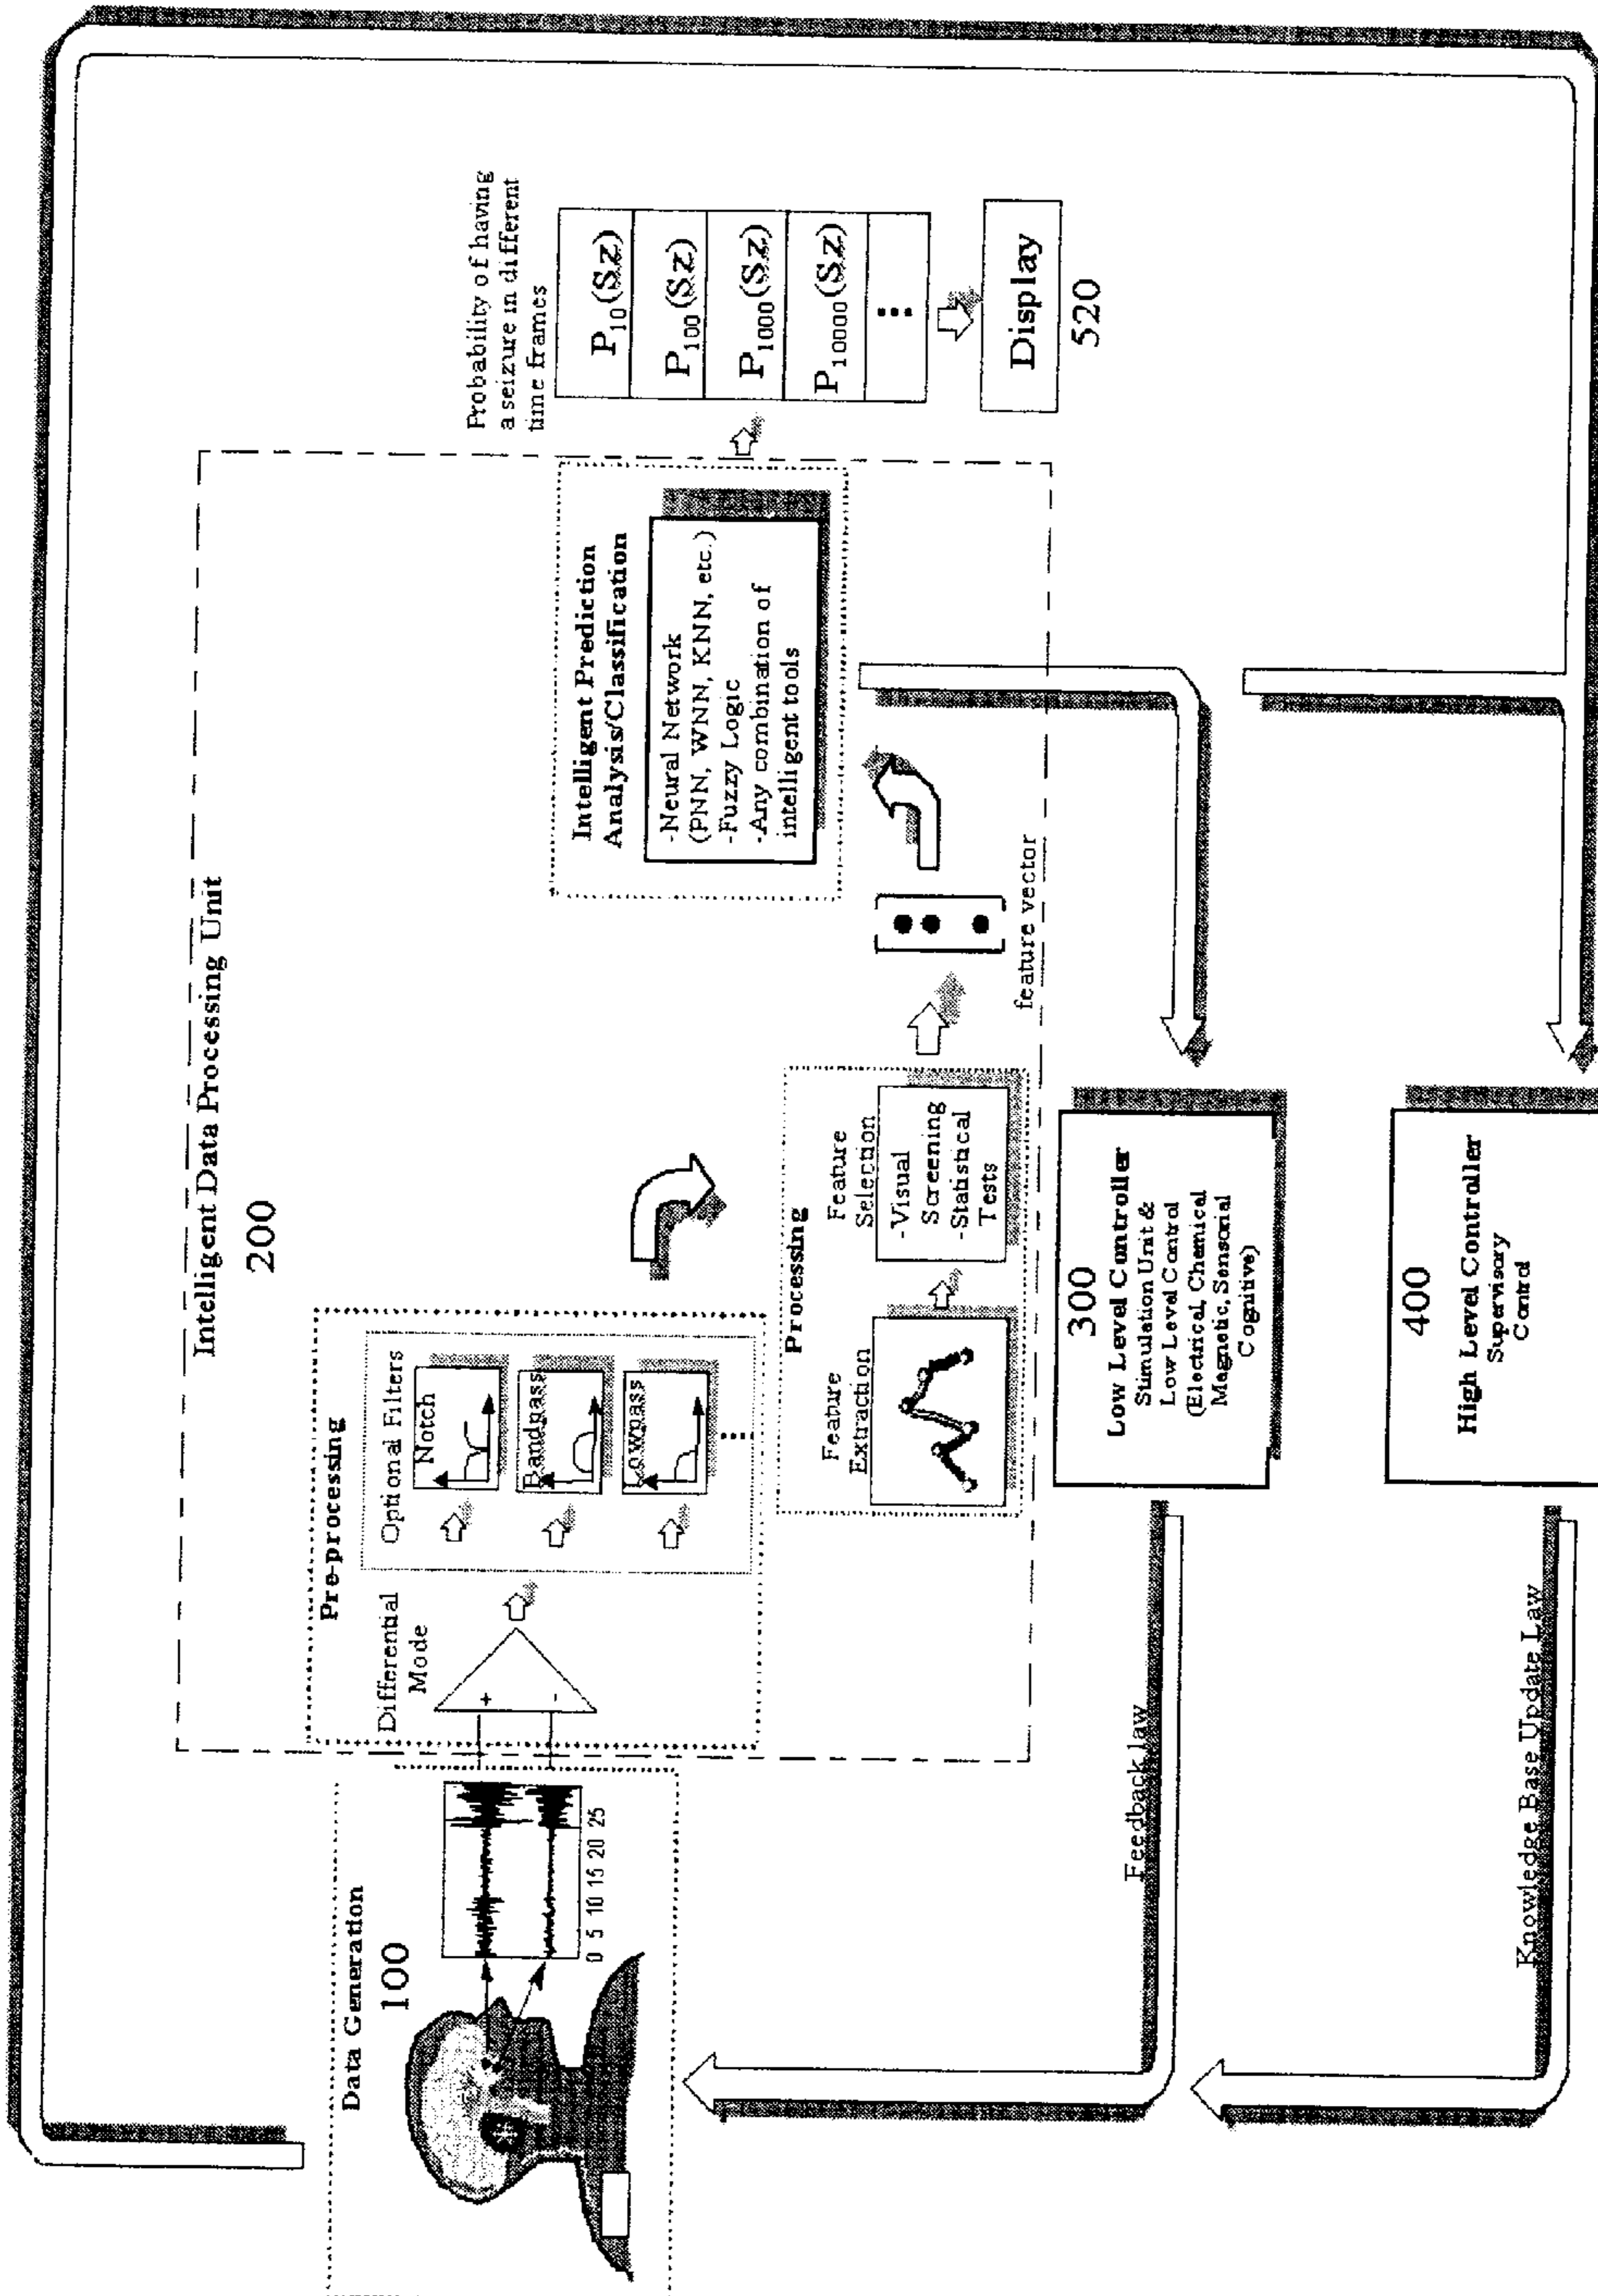 Intelligent Data Processing Unit
200
Data Generation
100
0 5 10 15 20 25
Pre-processing
Differential
Mode
+
-
Optional Filters
Notch
Bandpass
Lowpass
Processing
Feature
Extraction
Feature
Selection
-Visual
Screening
-Statistical
Tests
feature vector
Intelligent Prediction
Analysis/Classification
-Neural Network
(PNN, WNN, KNN, etc.)
-Fuzzy Logic
-Any combination of
intelligent tools
Probability of having
a seizure in different
time frames
P10(Sz)
P100(Sz)
P1000(Sz)
P10000(Sz)
Display
520
300
Low Level Controller
Stimulation Unit &
Low Level Control
(Electrical, Chemical
Magnetic, Sensorial
Cognitive)
Feedback law
400
High Level Controller
Supervisory
Control
Knowledge Base Update Law